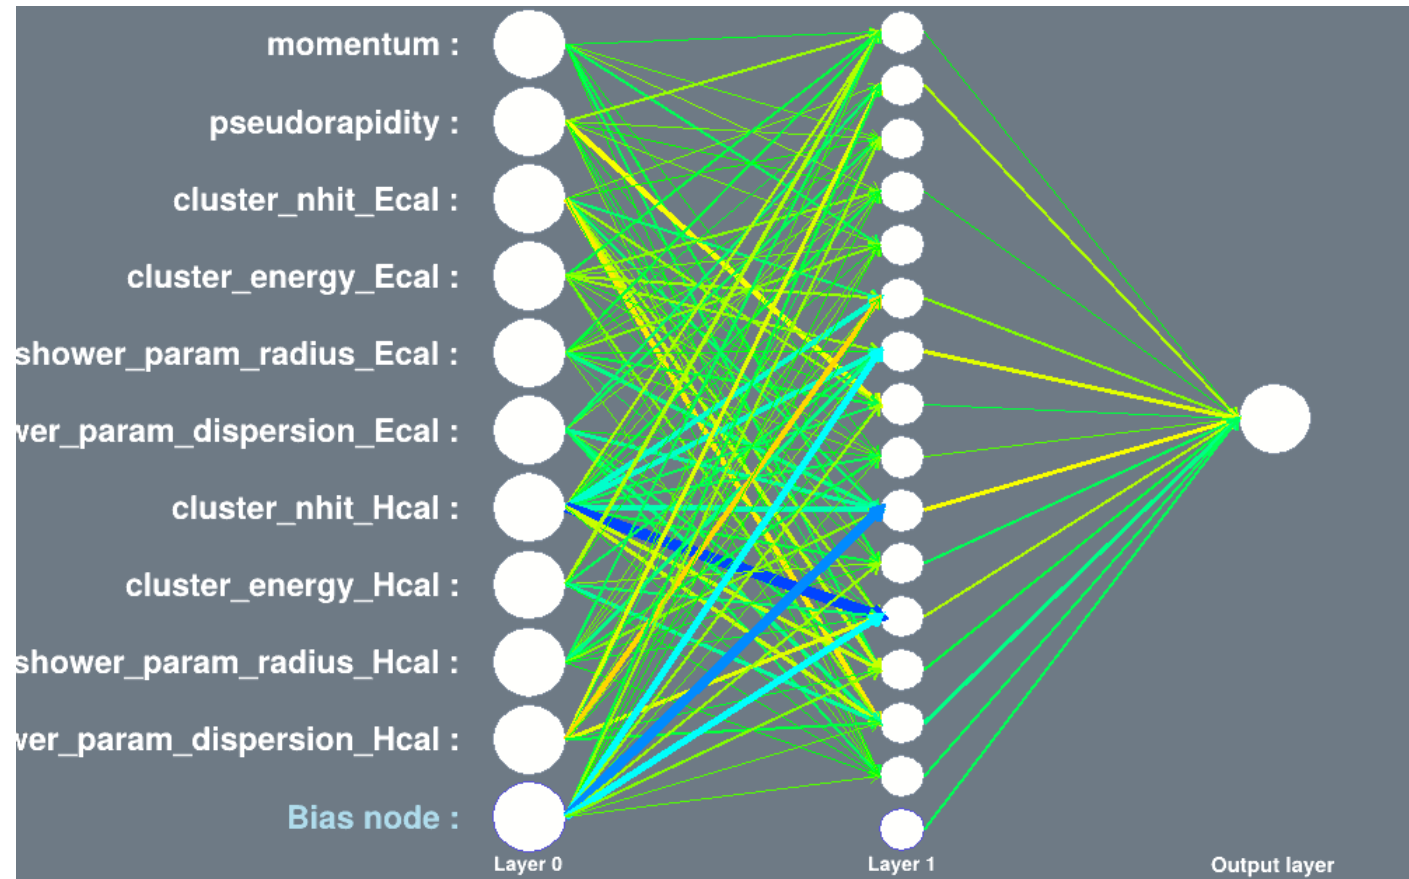 momentum :
pseudorapidity :
cluster_nhit_Ecal :
cluster_energy_Ecal :
shower_param_radius_Ecal :
wer_param_dispersion_Ecal :
cluster_nhit_Hcal :
cluster_energy_Hcal :
shower_param_radius_Hcal :
wer_param_dispersion_Hcal :
Bias node :
Layer 0
Layer 1
Output layer